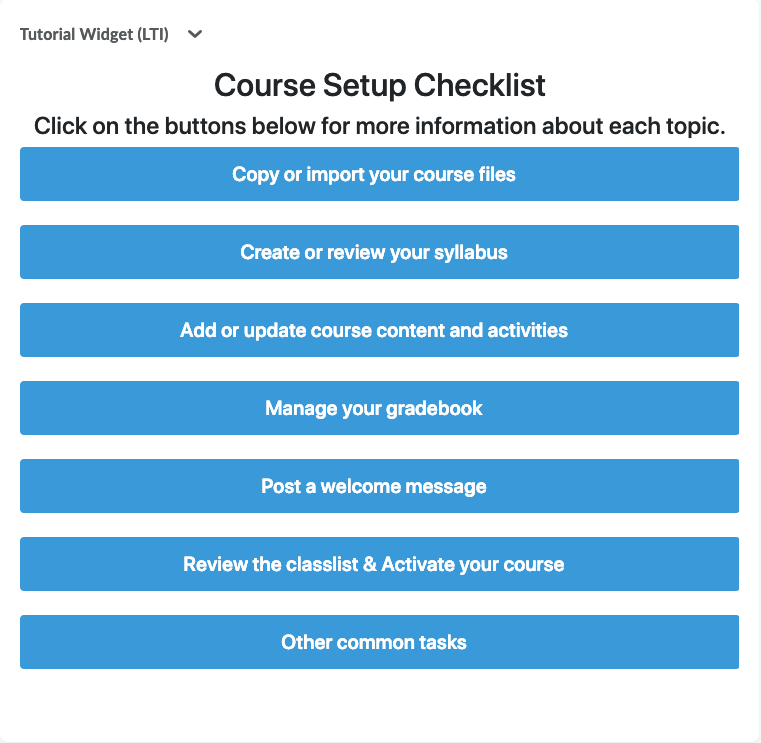 Tutorial Widget (LTI)
Course Setup Checklist
Click on the buttons below for more information about each topic.
Copy or import your course files
Create or review your syllabus
Add or update course content and activities
Manage your gradebook
Post a welcome message
Review the classlist & Activate your course
Other common tasks